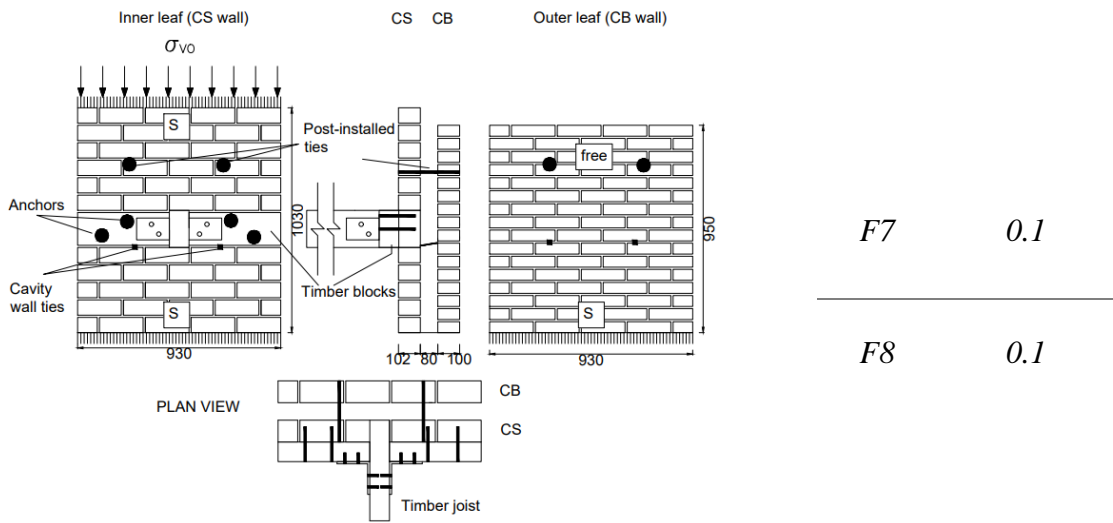 Inner leaf (CS wall)
CS CB
Outer leaf (CB wall)
σVO
S
Post-installed
ties
free
Anchors
1030
950
Cavity
wall ties
Timber blocks
S
S
930
102 80 100
930
PLAN VIEW
CB
CS
Timber joist
F7 0.1
F8 0.1